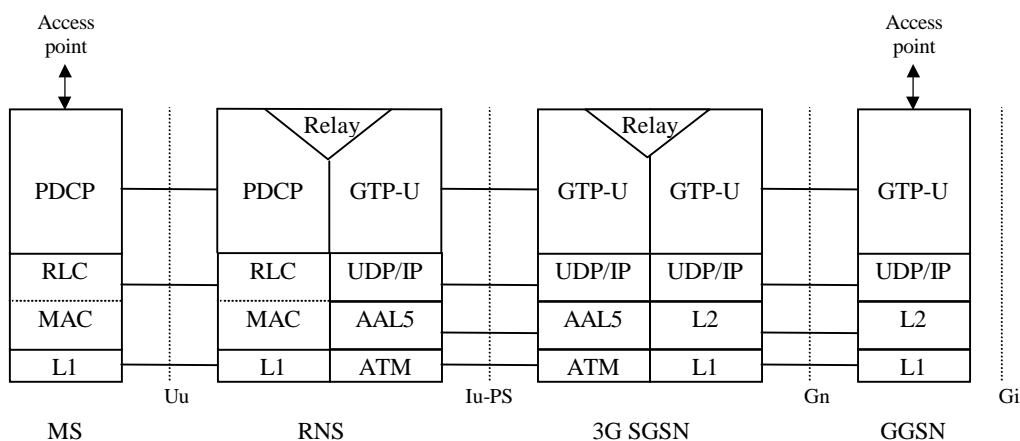 Access
point
Access
point
Relay
Relay
PDCP
PDCP
GTP-U
GTP-U
GTP-U
GTP-U
RLC
RLC
UDP/IP
UDP/IP
UDP/IP
UDP/IP
MAC
MAC
AAL5
AAL5
L2
L2
L1
L1
ATM
ATM
L1
L1
Uu
Iu-PS
Gn
Gi
MS
RNS
3G SGSN
GGSN